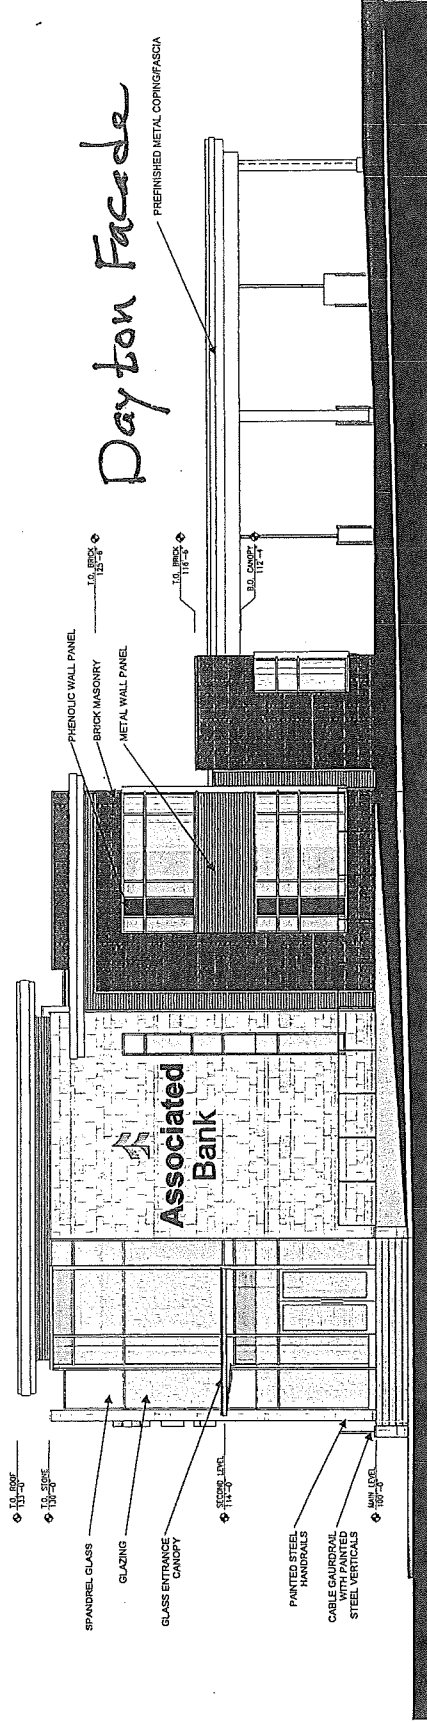 Dayton Facade
PREFINISHED METAL COPING/FASCIA
T.O. BRICK
125'-6"
T.O. BRICK
116'-6"
B.O. CANOPY
112'-4"
PHENOLIC WALL PANEL
BRICK MASONRY
METAL WALL PANEL
Associated
Bank
T.O. ROOF
133'-0"
T.O. STONE
130'-0"
SECOND LEVEL
114'-0"
MAIN LEVEL
100'-0"
SPANDREL GLASS
GLAZING
GLASS ENTRANCE
CANOPY
PAINTED STEEL
HANDRAILS
CABLE GAURDRAIL
WITH PAINTED
STEEL VERTICALS